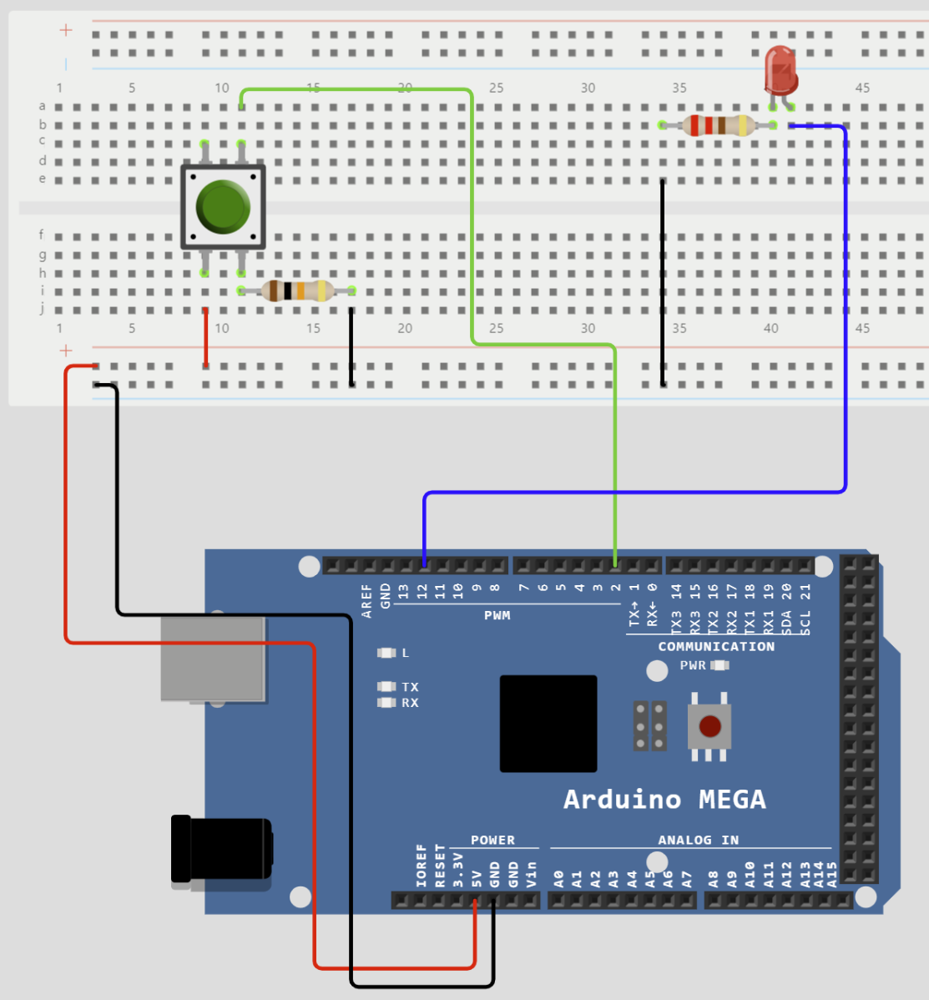 +
1 5 10 15 20 25 30 35 40 45
a
b
c
d
e
f
g
h
i
j
1 5 10 15 20 25 30 35 40 45
+
AREF GND 13 12 11 10 9 8 7 6 5 4 3 2 TX→ 1 RX← 0 TX3 14 RX3 15 TX2 16 RX2 17 TX1 18 RX1 19 SDA 20 SCL 21
PWM
COMMUNICATION
L
PWR
TX
RX
Arduino MEGA
POWER
ANALOG IN
IOREF RESET 3.3V 5V GND GND Vin A0 A1 A2 A3 A4 A5 A6 A7 A8 A9 A10 A11 A12 A13 A14 A15